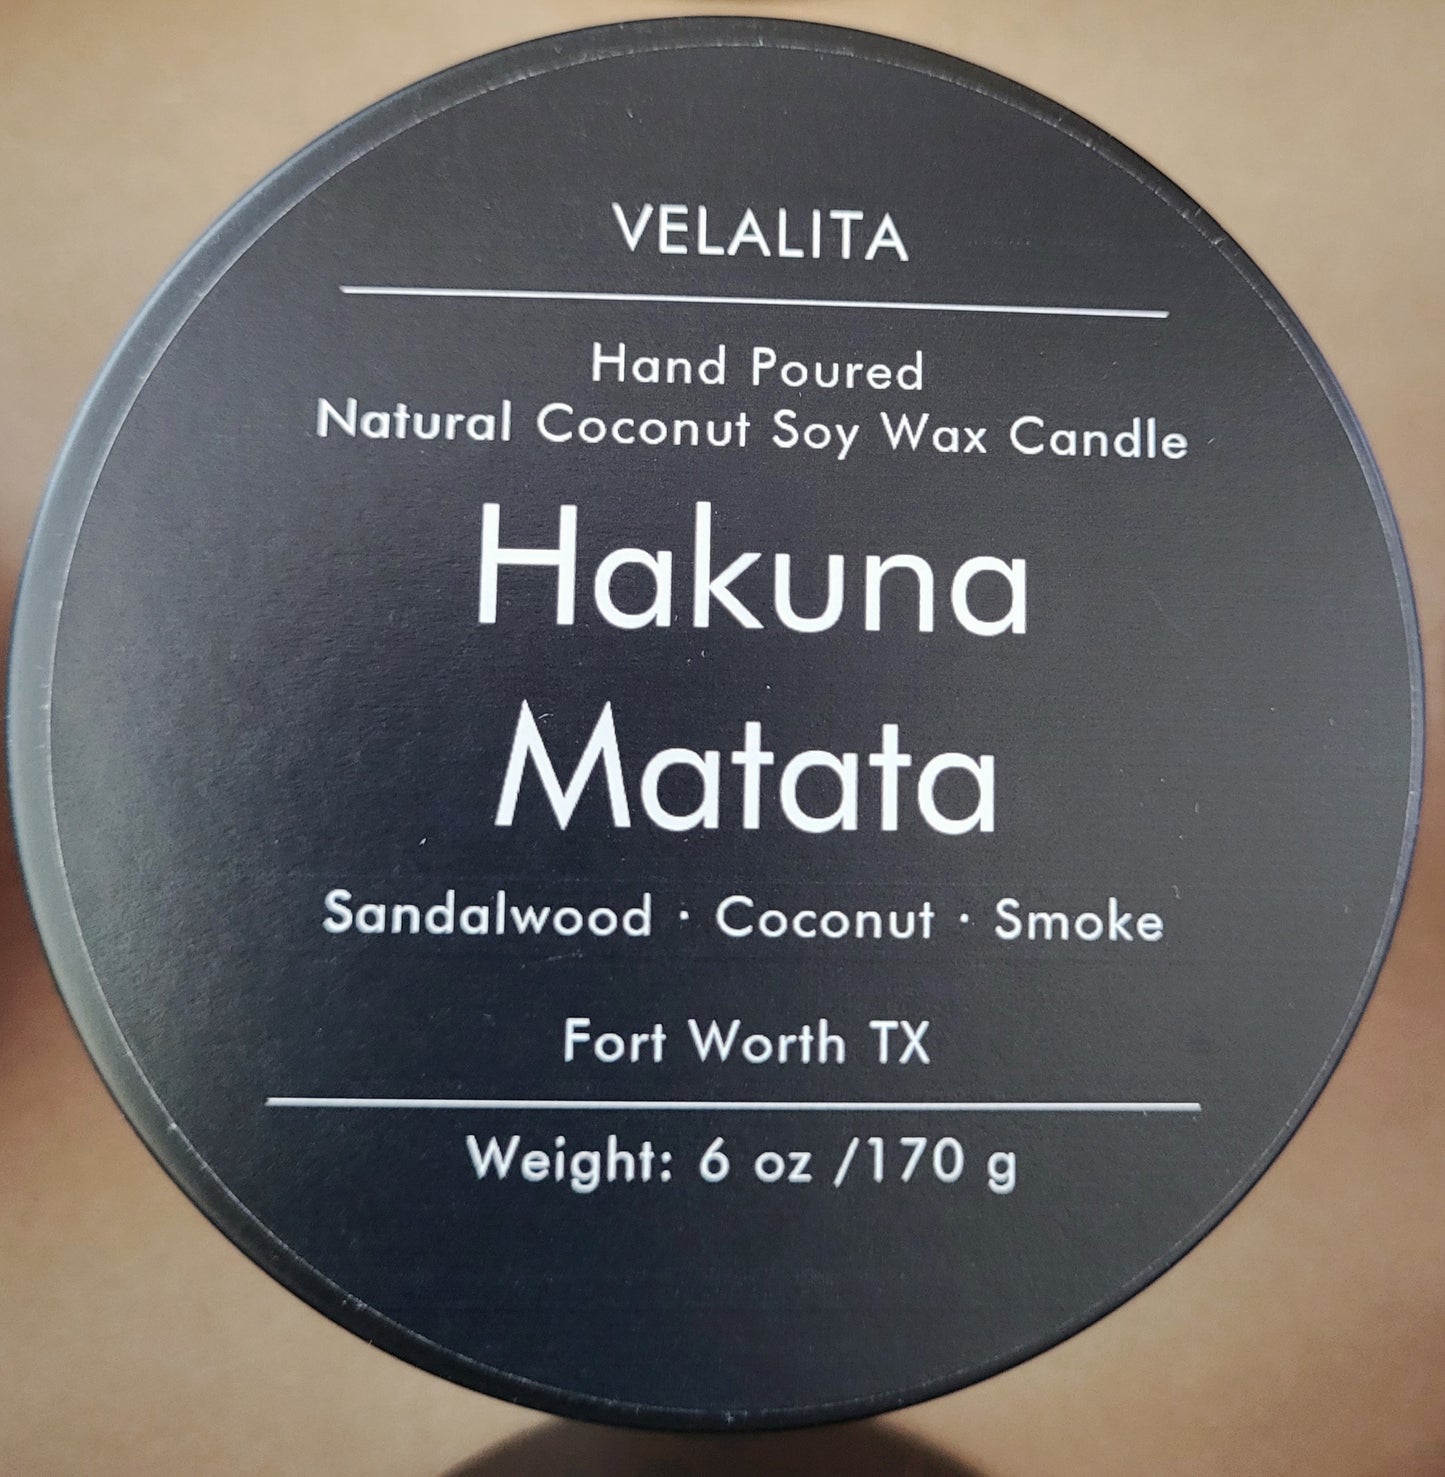 VELALITA
Hand Poured
Natural Coconut Soy Wax Candle
Hakuna
Matata
Sandalwood · Coconut · Smoke
Fort Worth TX
Weight: 6 oz /170 g